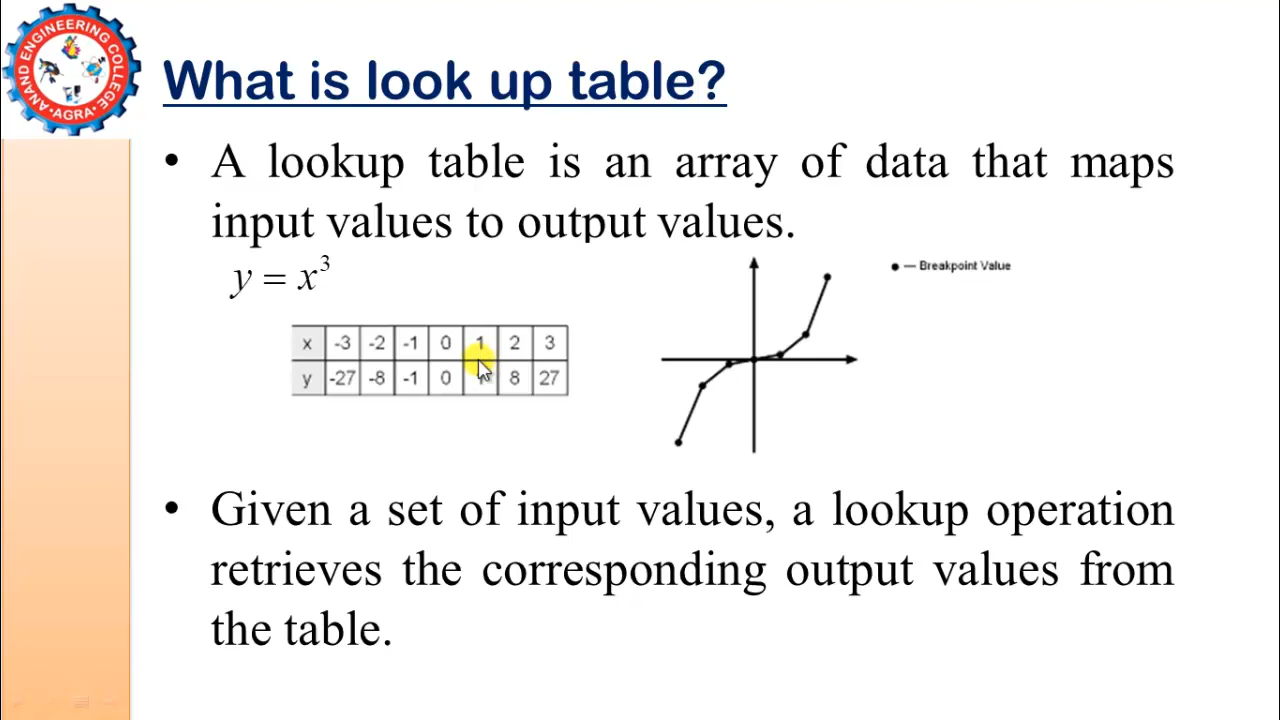 ANAND ENGINEERING COLLEGE
• AGRA •
What is look up table?
• A lookup table is an array of data that maps
input values to output values.
y = x³
● — Breakpoint Value
x -3 -2 -1 0 1 2 3
y -27 -8 -1 0 8 27
• Given a set of input values, a lookup operation
retrieves the corresponding output values from
the table.